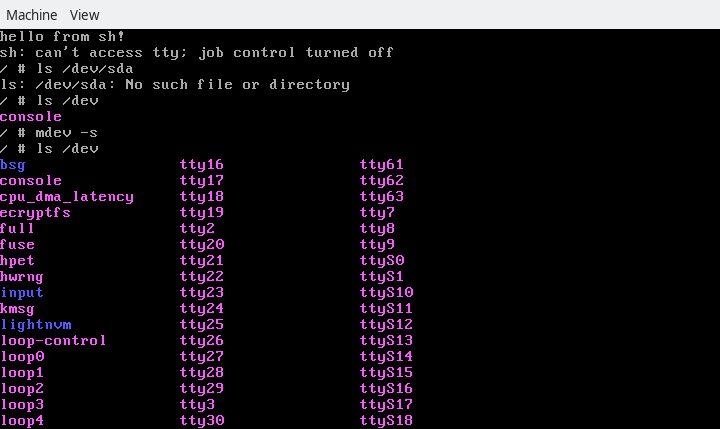 Machine View
hello from sh!
sh: can't access tty; job control turned off
/ # ls /dev/sda
ls: /dev/sda: No such file or directory
/ # ls /dev
console
/ # mdev -s
/ # ls /dev
bsg tty16 tty61
console tty17 tty62
cpu_dma_latency tty18 tty63
ecryptfs tty19 tty7
full tty2 tty8
fuse tty20 tty9
hpet tty21 ttyS0
hwrng tty22 ttyS1
input tty23 ttyS10
kmsg tty24 ttyS11
lightnvm tty25 ttyS12
loop-control tty26 ttyS13
loop0 tty27 ttyS14
loop1 tty28 ttyS15
loop2 tty29 ttyS16
loop3 tty3 ttyS17
loop4 tty30 ttyS18